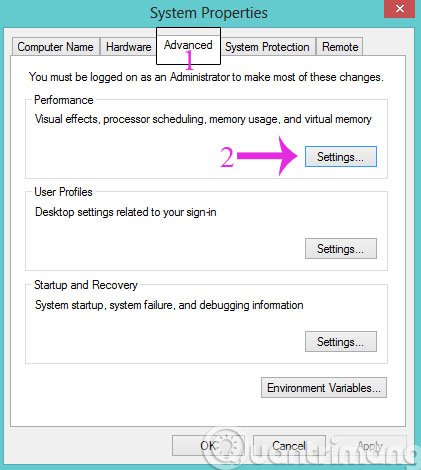 System Properties
Computer Name
Hardware
Advanced
System Protection
Remote
1
You must be logged on as an Administrator to make most of these changes.
Performance
Visual effects, processor scheduling, memory usage, and virtual memory
2
Settings...
User Profiles
Desktop settings related to your sign-in
Settings...
Startup and Recovery
System startup, system failure, and debugging information
Settings...
Environment Variables...
OK
Cancel
Apply
Quantrimang